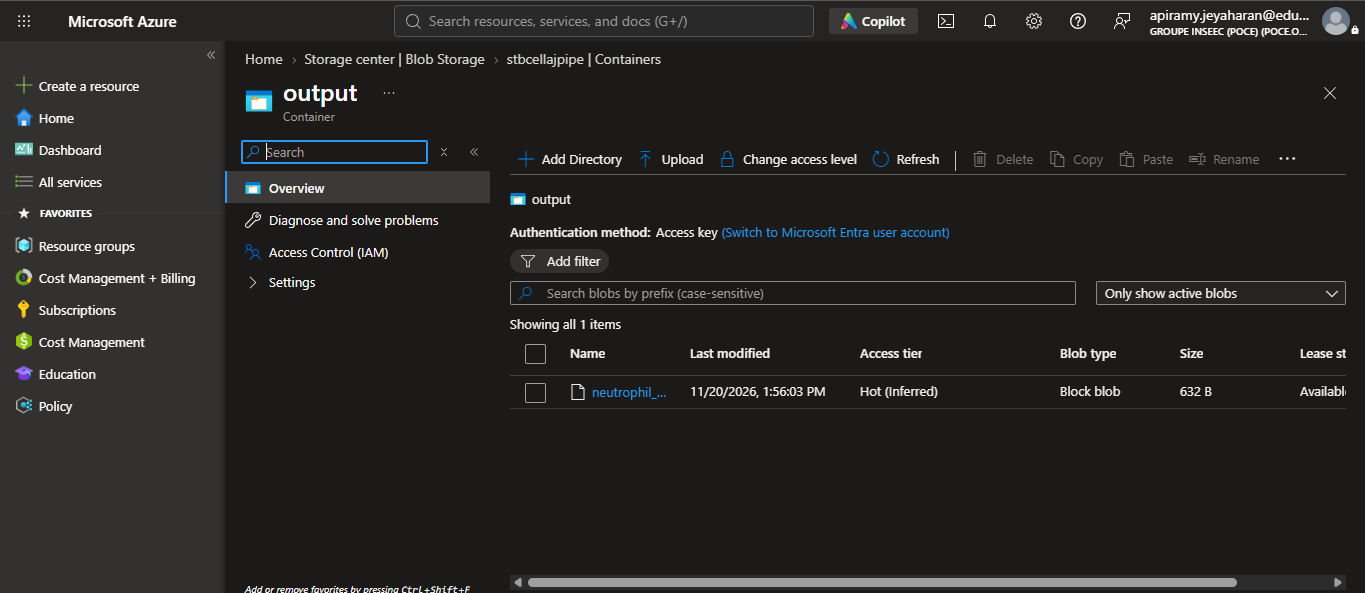 Microsoft Azure
Search resources, services, and docs (G+/)
Copilot
apiramy.jeyaharan@edu...
GROUPE INSEEC (POCE) (POCE.O...
Create a resource
Home
Dashboard
All services
FAVORITES
Resource groups
Cost Management + Billing
Subscriptions
Cost Management
Education
Policy
Home > Storage center | Blob Storage > stbcellajpipe | Containers
output ...
Container
Search
Overview
Diagnose and solve problems
Access Control (IAM)
Settings
Add or remove favorites by pressing Ctrl+Shift+F
Add Directory Upload Change access level Refresh Delete Copy Paste Rename ...
output
Authentication method: Access key (Switch to Microsoft Entra user account)
Add filter
Search blobs by prefix (case-sensitive)
Only show active blobs
Showing all 1 items
Name Last modified Access tier Blob type Size Lease st
neutrophil_... 11/20/2026, 1:56:03 PM Hot (Inferred) Block blob 632 B Availabl